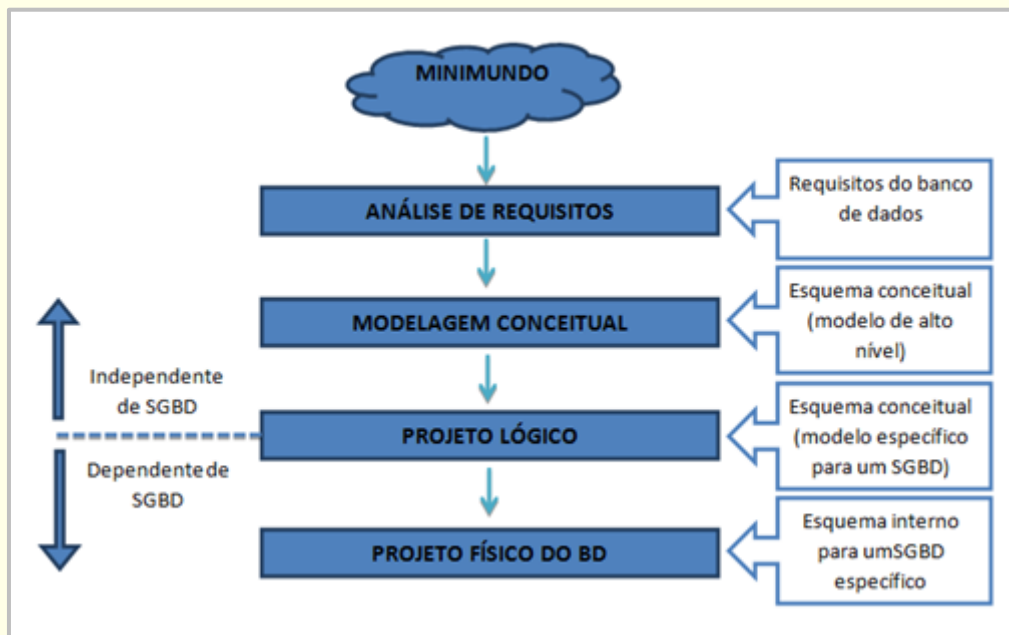 MINIMUNDO
ANÁLISE DE REQUISITOS
Requisitos do banco
de dados
MODELAGEM CONCEITUAL
Esquema conceitual
(modelo de alto
nível)
Independente
de SGBD
PROJETO LÓGICO
Esquema conceitual
(modelo específico
para um SGBD)
Dependente de
SGBD
PROJETO FÍSICO DO BD
Esquema interno
para umSGBD
específico